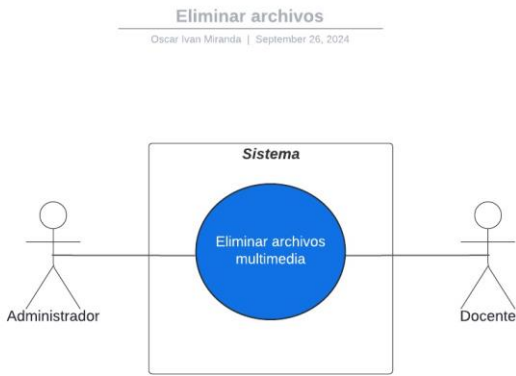 Eliminar archivos
Oscar Ivan Miranda | September 26, 2024
Sistema
Eliminar archivos
multimedia
Administrador
Docente